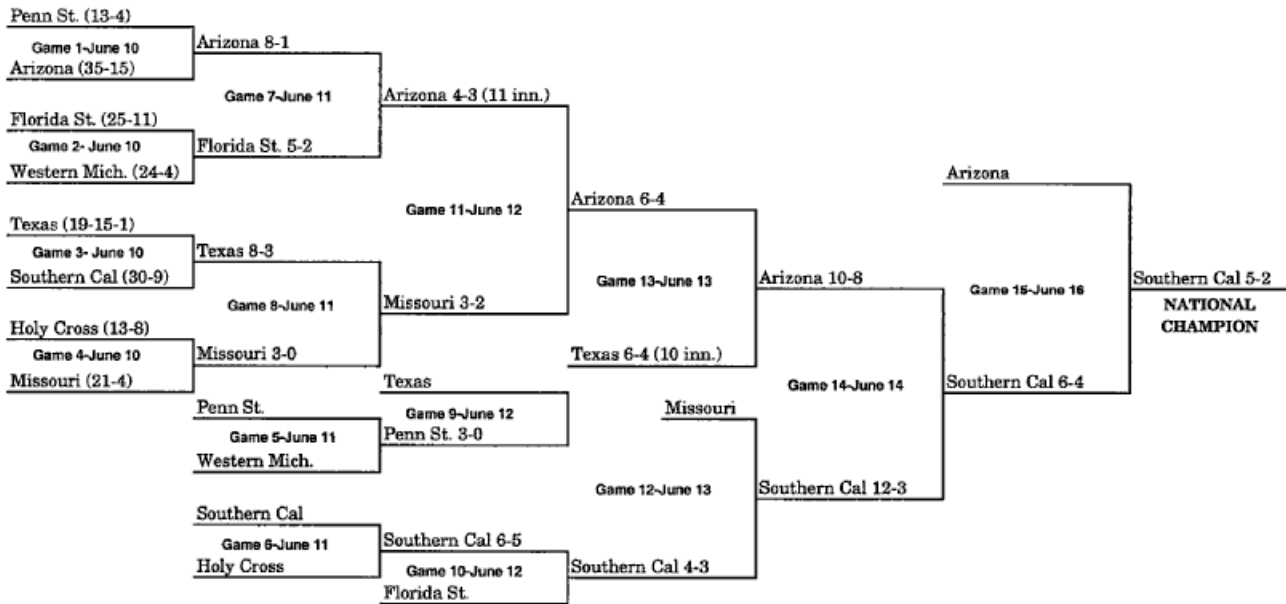 Penn St. (13-4)
Game 1-June 10
Arizona (35-15)
Arizona 8-1
Game 7-June 11
Florida St. (25-11)
Game 2- June 10
Western Mich. (24-4)
Florida St. 5-2
Arizona 4-3 (11 inn.)
Game 11-June 12
Texas (19-15-1)
Game 3- June 10
Southern Cal (30-9)
Texas 8-3
Game 8-June 11
Holy Cross (13-8)
Game 4-June 10
Missouri (21-4)
Missouri 3-0
Missouri 3-2
Arizona 6-4
Game 13-June 13
Texas 6-4 (10 inn.)
Texas
Game 9-June 12
Penn St. 3-0
Penn St.
Game 5-June 11
Western Mich.
Southern Cal
Game 6-June 11
Holy Cross
Southern Cal 6-5
Game 10-June 12
Florida St.
Southern Cal 4-3
Missouri
Game 12-June 13
Southern Cal 12-3
Arizona 10-8
Game 14-June 14
Southern Cal 6-4
Arizona
Game 15-June 16
Southern Cal 5-2
NATIONAL
CHAMPION